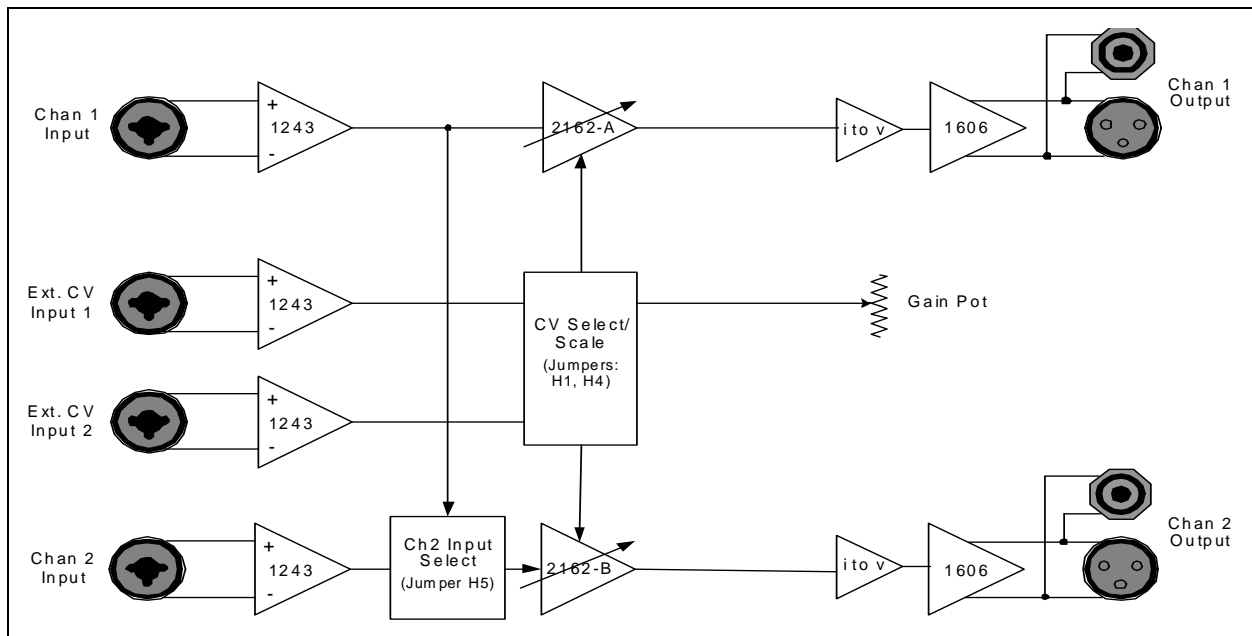 Chan 1
Input
+
1243
-
2162-A
i to v
1606
Chan 1
Output
Ext. CV
Input 1
+
1243
-
CV Select/
Scale
(Jumpers:
H1, H4)
Gain Pot
Ext. CV
Input 2
+
1243
-
Chan 2
Input
+
1243
-
Ch2 Input
Select
(Jumper H5)
2162-B
i to v
1606
Chan 2
Output